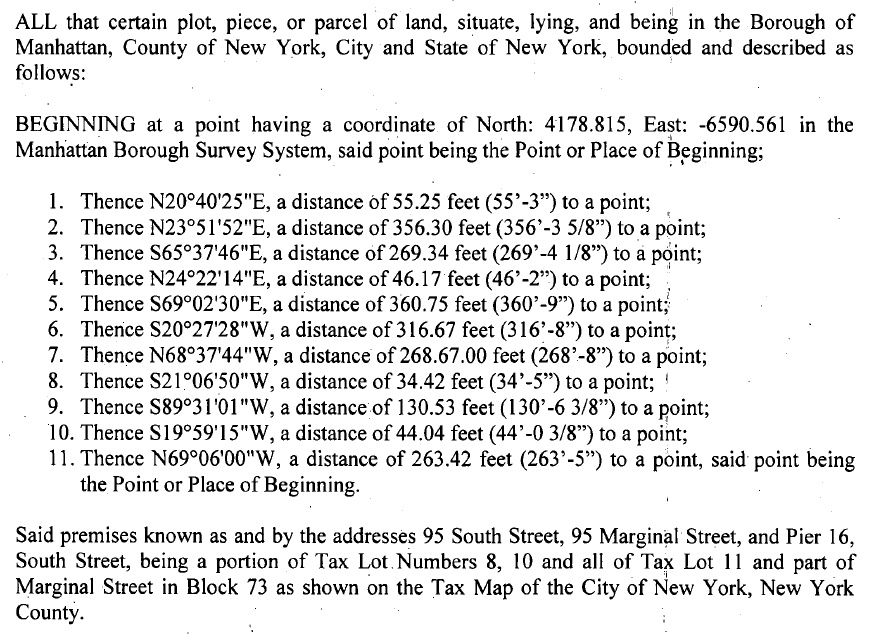 ALL that certain plot, piece, or parcel of land, situate, lying, and being in the Borough of
Manhattan, County of New York, City and State of New York, bounded and described as
follows:
BEGINNING at a point having a coordinate of North: 4178.815, East: -6590.561 in the
Manhattan Borough Survey System, said point being the Point or Place of Beginning;
1. Thence N20°40'25"E, a distance of 55.25 feet (55’-3”) to a point;
2. Thence N23°51'52"E, a distance of 356.30 feet (356’-3 5/8”) to a point;
3. Thence S65°37'46"E, a distance of 269.34 feet (269’-4 1/8”) to a point;
4. Thence N24°22'14"E, a distance of 46.17 feet (46’-2”) to a point;
5. Thence S69°02'30"E, a distance of 360.75 feet (360’-9”) to a point;
6. Thence S20°27'28"W, a distance of 316.67 feet (316’-8”) to a point;
7. Thence N68°37'44"W, a distance of 268.67.00 feet (268’-8”) to a point;
8. Thence S21°06'50"W, a distance of 34.42 feet (34’-5”) to a point;
9. Thence S89°31'01"W, a distance of 130.53 feet (130’-6 3/8”) to a point;
10. Thence S19°59'15"W, a distance of 44.04 feet (44’-0 3/8”) to a point;
11. Thence N69°06'00"W, a distance of 263.42 feet (263’-5”) to a point, said point being
the Point or Place of Beginning.
Said premises known as and by the addresses 95 South Street, 95 Marginal Street, and Pier 16,
South Street, being a portion of Tax Lot Numbers 8, 10 and all of Tax Lot 11 and part of
Marginal Street in Block 73 as shown on the Tax Map of the City of New York, New York
County.